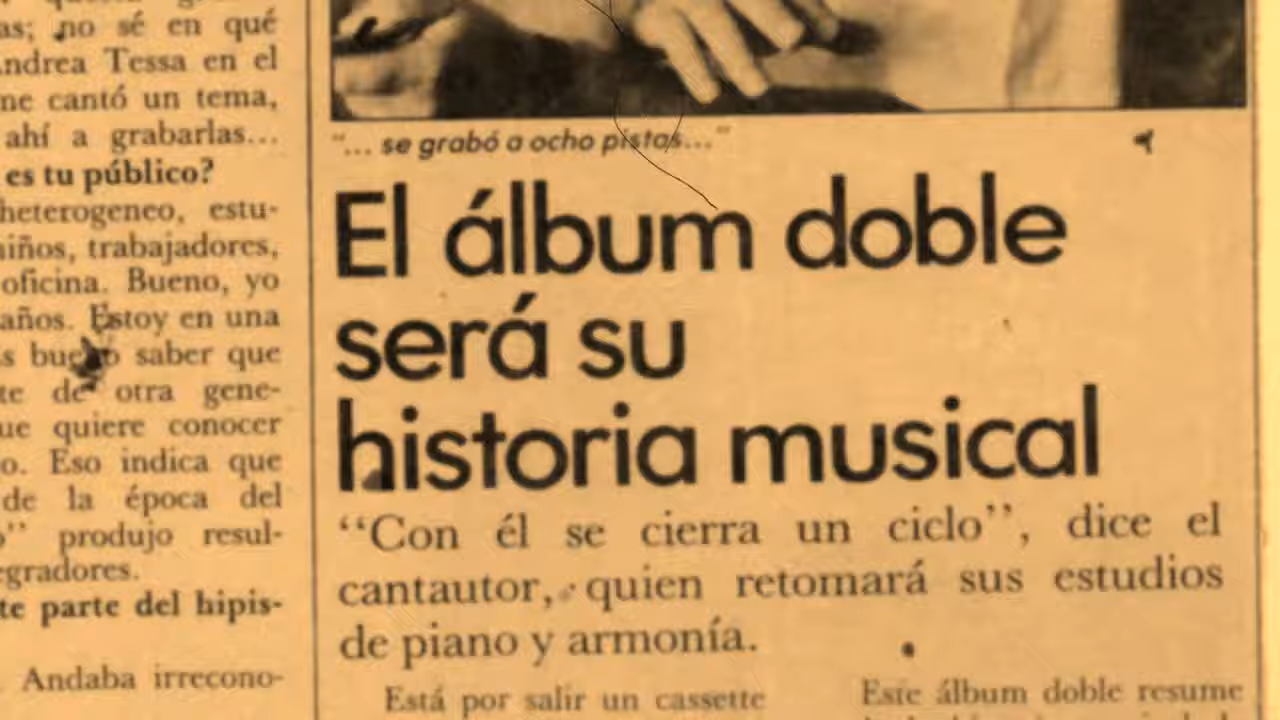 as; no sé en qué
Andrea Tessa en el
me cantó un tema,
ahí a grabarlas...
es tu público?
heterogeneo, estu-
niños, trabajadores,
oficina. Bueno, yo
años. Estoy en una
s bueno saber que
te de otra gene-
ue quiere conocer
o. Eso indica que
de la época del
o” produjo resul-
egradores.
te parte del hipis-
Andaba irrecono-
“... se grabó a ocho pistas...”
El álbum doble
será su
historia musical
“Con él se cierra un ciclo”, dice el
cantautor, quien retomará sus estudios
de piano y armonía.
Está por salir un cassette
Este álbum doble resume